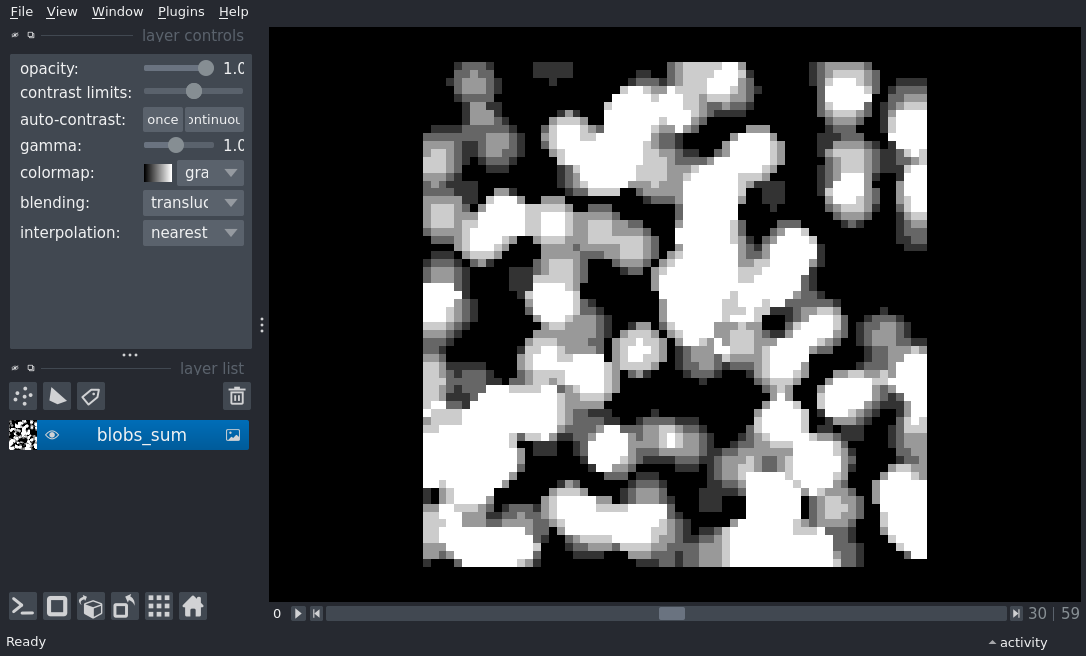 File View Window Plugins Help
layer controls
opacity: 1.0
contrast limits:
auto-contrast: once ontinuou
gamma: 1.0
colormap: gra
blending: transluc
interpolation: nearest
layer list
blobs_sum
0 30 | 59
Ready activity